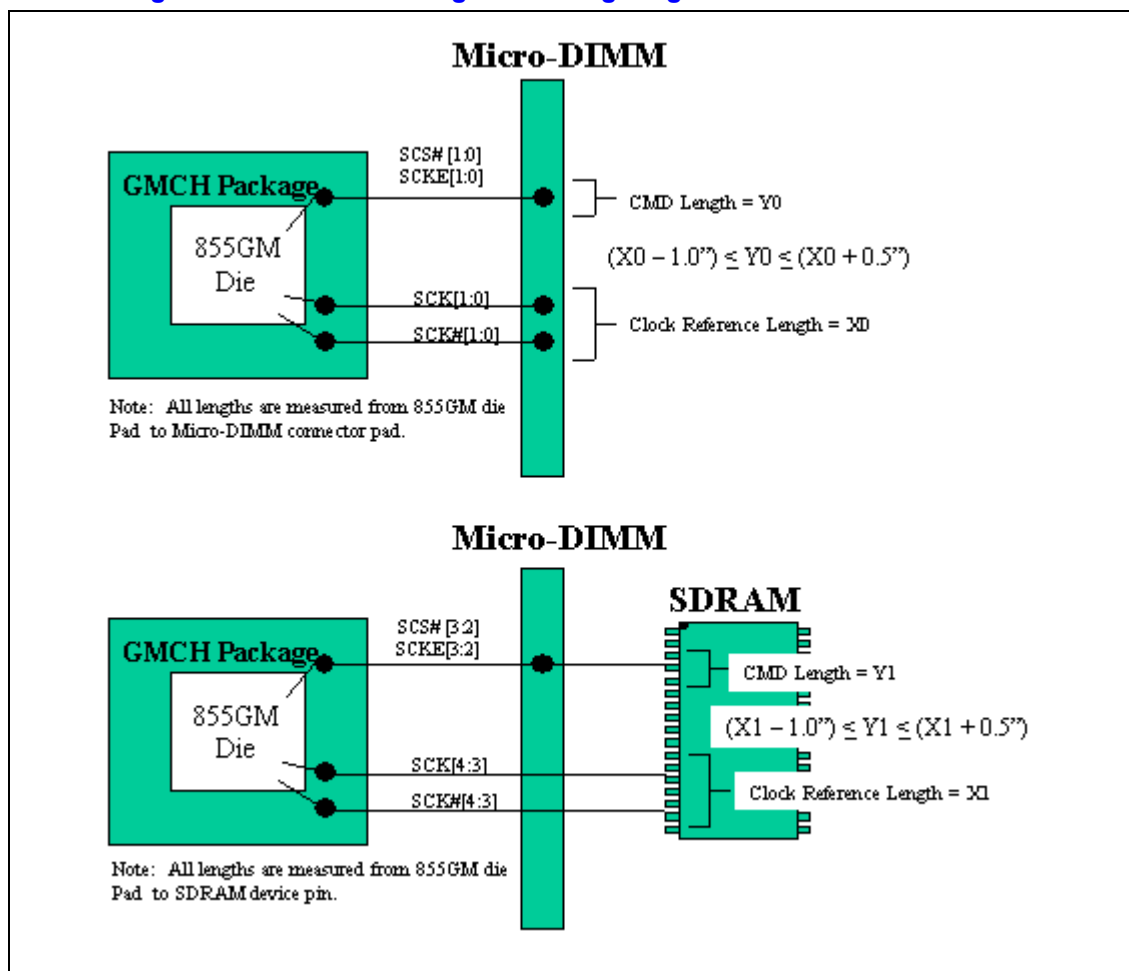 Micro-DIMM
SCS# [1:0]
SCKE[1:0]
GMCH Package
CMD Length = Y0
855GM
Die
(X0 – 1.0”) ≤ Y0 ≤ (X0 + 0.5”)
SCK[1:0]
SCK#[1:0]
Clock Reference Length = X0
Note: All lengths are measured from 855GM die
Pad to Micro-DIMM connector pad.
Micro-DIMM
SDRAM
SCS# [3:2]
SCKE[3:2]
GMCH Package
CMD Length = Y1
855GM
Die
(X1 – 1.0”) ≤ Y1 ≤ (X1 + 0.5”)
SCK[4:3]
SCK#[4:3]
Clock Reference Length = X1
Note: All lengths are measured from 855GM die
Pad to SDRAM device pin.